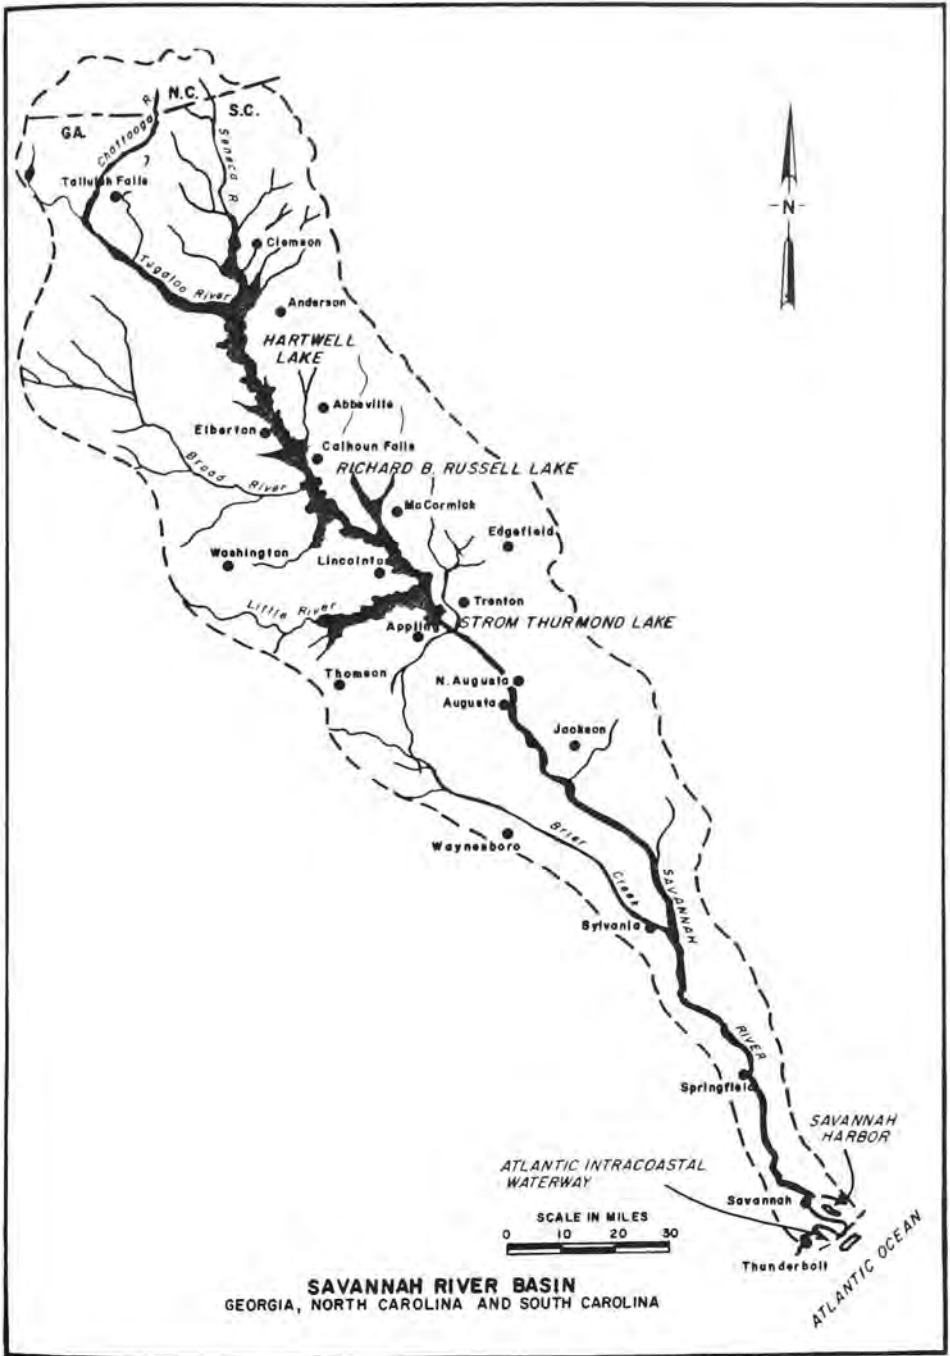 N.C.
S.C.
GA.
Chattooga R.
Seneca R.
Tallulah Falls
Clemson
Tugaloo River
Anderson
HARTWELL
LAKE
Abbeville
Elberton
Calhoun Falls
Broad River
RICHARD B. RUSSELL LAKE
McCormick
Edgefield
Washington
Lincolnto
Little River
Trenton
STROM THURMOND LAKE
Appling
Thomson
N. Augusta
Augusta
Jackson
Waynesboro
Brier Creek
SAVANNAH RIVER
Sylvania
Springfield
SAVANNAH
HARBOR
ATLANTIC INTRACOASTAL
WATERWAY
Savannah
Thunderbolt
ATLANTIC OCEAN
N
SCALE IN MILES
0 10 20 30
SAVANNAH RIVER BASIN
GEORGIA, NORTH CAROLINA AND SOUTH CAROLINA